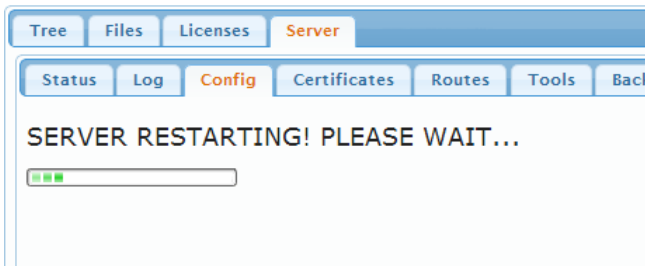 Tree Files Licenses Server
Status Log Config Certificates Routes Tools
SERVER RESTARTING! PLEASE WAIT...